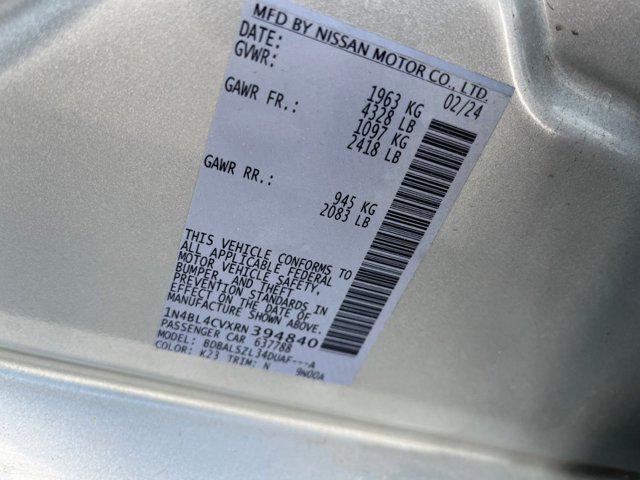 MFD BY NISSAN MOTOR CO., LTD.
DATE: 02/24
GVWR: 1963 KG
4328 LB
GAWR FR.: 1097 KG
2418 LB
GAWR RR.: 945 KG
2083 LB
THIS VEHICLE CONFORMS TO
ALL APPLICABLE FEDERAL
MOTOR VEHICLE SAFETY,
BUMPER, AND THEFT
PREVENTION STANDARDS IN
EFFECT ON THE DATE OF
MANUFACTURE SHOWN ABOVE.
1N4BL4CVXRN394840
PASSENGER CAR 637788
MODEL: BDBALSZL34DUAF---A
COLOR: K23 TRIM: N 9N00A